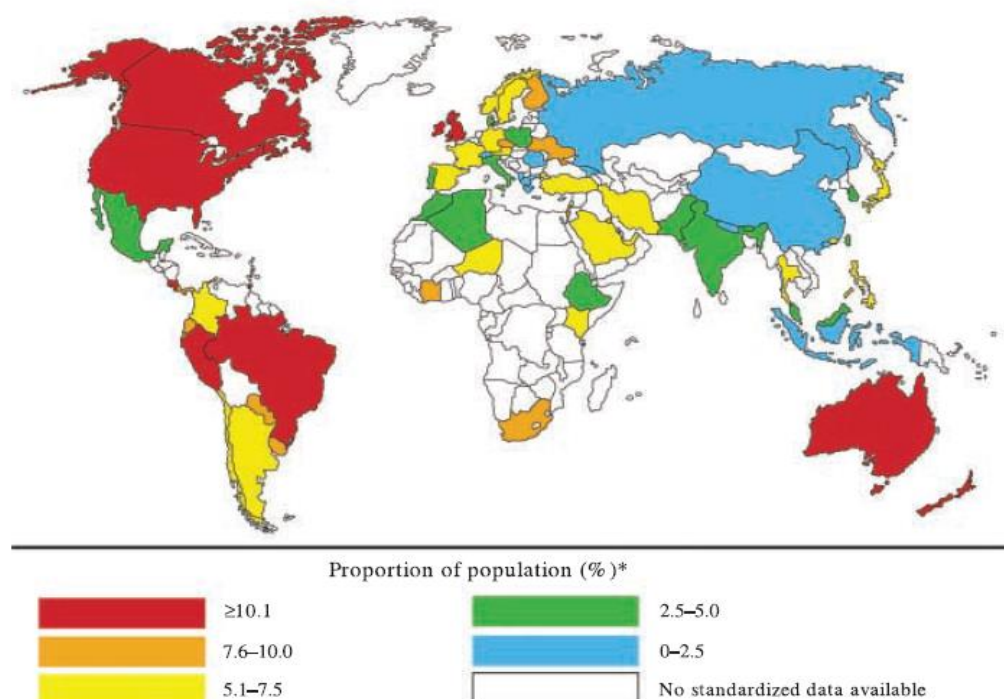 Proportion of population (%)*
≥10.1
2.5–5.0
7.6–10.0
0–2.5
5.1–7.5
No standardized data available